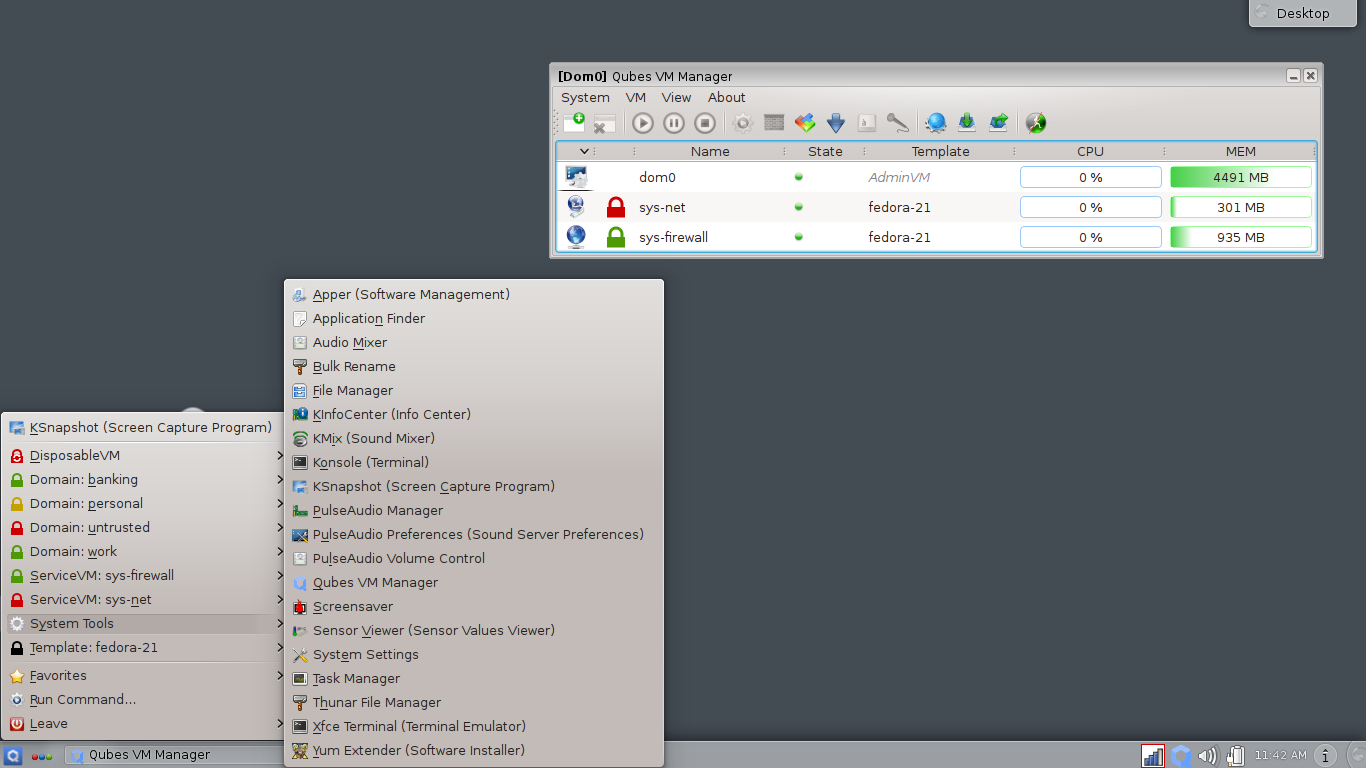 Desktop
[Dom0] Qubes VM Manager
System VM View About
Name State Template CPU MEM
dom0 AdminVM 0 % 4491 MB
sys-net fedora-21 0 % 301 MB
sys-firewall fedora-21 0 % 935 MB
Apper (Software Management)
Application Finder
Audio Mixer
Bulk Rename
File Manager
KInfoCenter (Info Center)
KMix (Sound Mixer)
Konsole (Terminal)
KSnapshot (Screen Capture Program)
PulseAudio Manager
PulseAudio Preferences (Sound Server Preferences)
PulseAudio Volume Control
Qubes VM Manager
Screensaver
Sensor Viewer (Sensor Values Viewer)
System Settings
Task Manager
Thunar File Manager
Xfce Terminal (Terminal Emulator)
Yum Extender (Software Installer)
KSnapshot (Screen Capture Program)
DisposableVM
Domain: banking
Domain: personal
Domain: untrusted
Domain: work
ServiceVM: sys-firewall
ServiceVM: sys-net
System Tools
Template: fedora-21
Favorites
Run Command...
Leave
Qubes VM Manager
11:42 AM